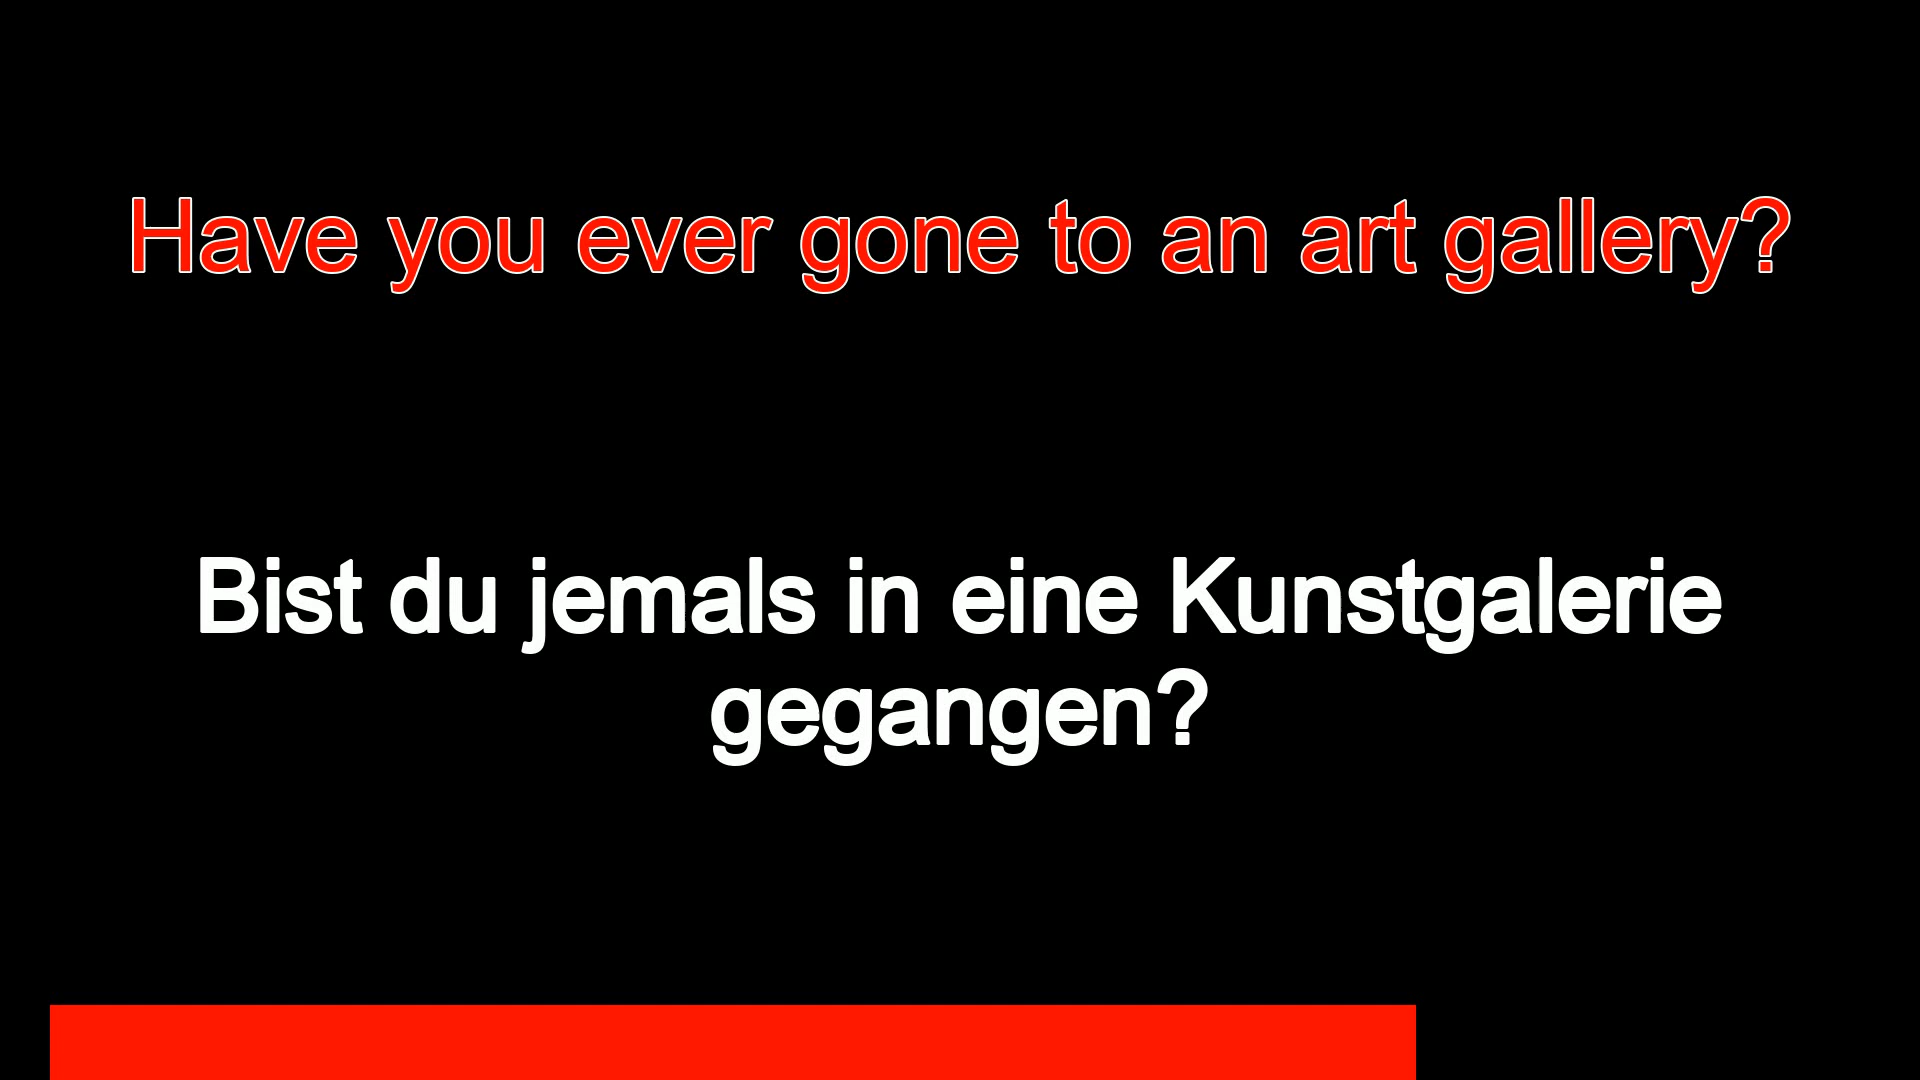 Have you ever gone to an art gallery?
Bist du jemals in eine Kunstgalerie
gegangen?